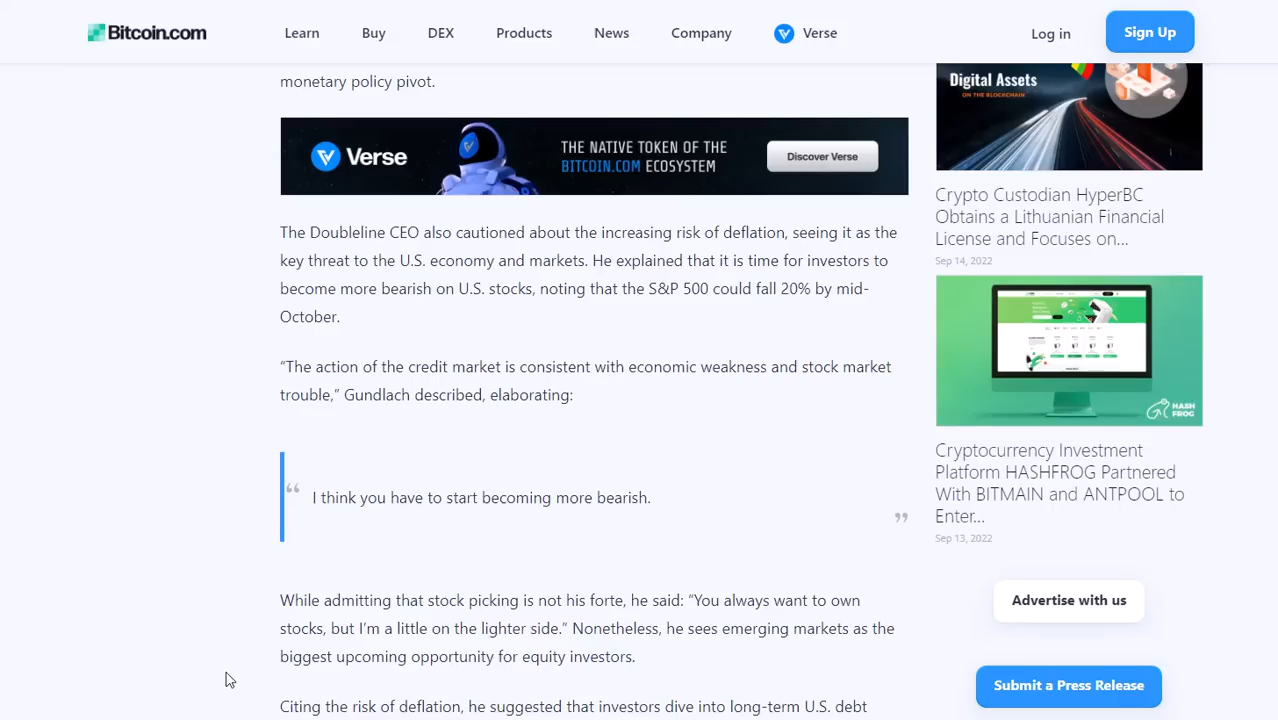 Bitcoin.com
Learn
Buy
DEX
Products
News
Company
Verse
Log in
Sign Up
monetary policy pivot.
Verse
THE NATIVE TOKEN OF THE
BITCOIN.COM ECOSYSTEM
Discover Verse
The Doubleline CEO also cautioned about the increasing risk of deflation, seeing it as the
key threat to the U.S. economy and markets. He explained that it is time for investors to
become more bearish on U.S. stocks, noting that the S&P 500 could fall 20% by mid-
October.
“The action of the credit market is consistent with economic weakness and stock market
trouble,” Gundlach described, elaborating:
“
I think you have to start becoming more bearish.
”
While admitting that stock picking is not his forte, he said: “You always want to own
stocks, but I’m a little on the lighter side.” Nonetheless, he sees emerging markets as the
biggest upcoming opportunity for equity investors.
Citing the risk of deflation, he suggested that investors dive into long-term U.S. debt
Digital Assets
ON THE BLOCKCHAIN
Crypto Custodian HyperBC
Obtains a Lithuanian Financial
License and Focuses on...
Sep 14, 2022
HASH
FROG
Cryptocurrency Investment
Platform HASHFROG Partnered
With BITMAIN and ANTPOOL to
Enter...
Sep 13, 2022
Advertise with us
Submit a Press Release